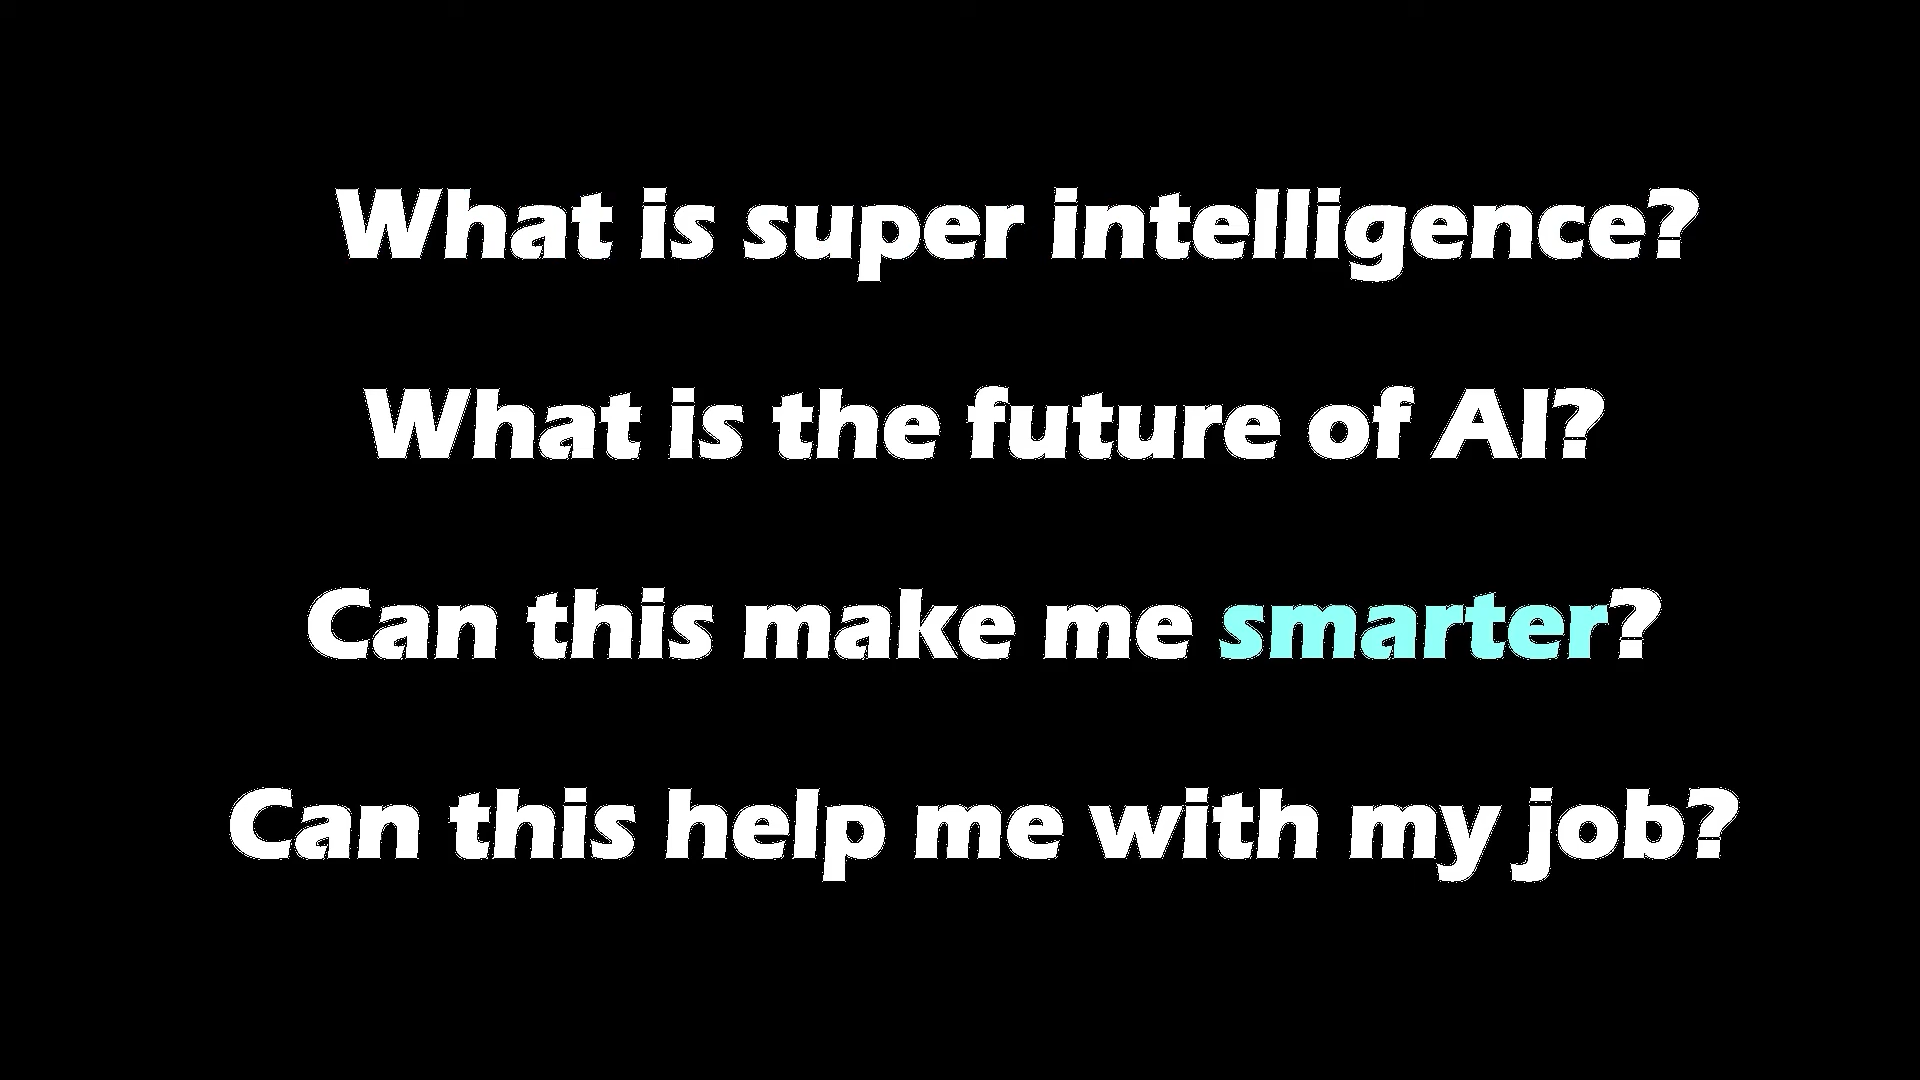 What is super intelligence?
What is the future of AI?
Can this make me smarter?
Can this help me with my job?